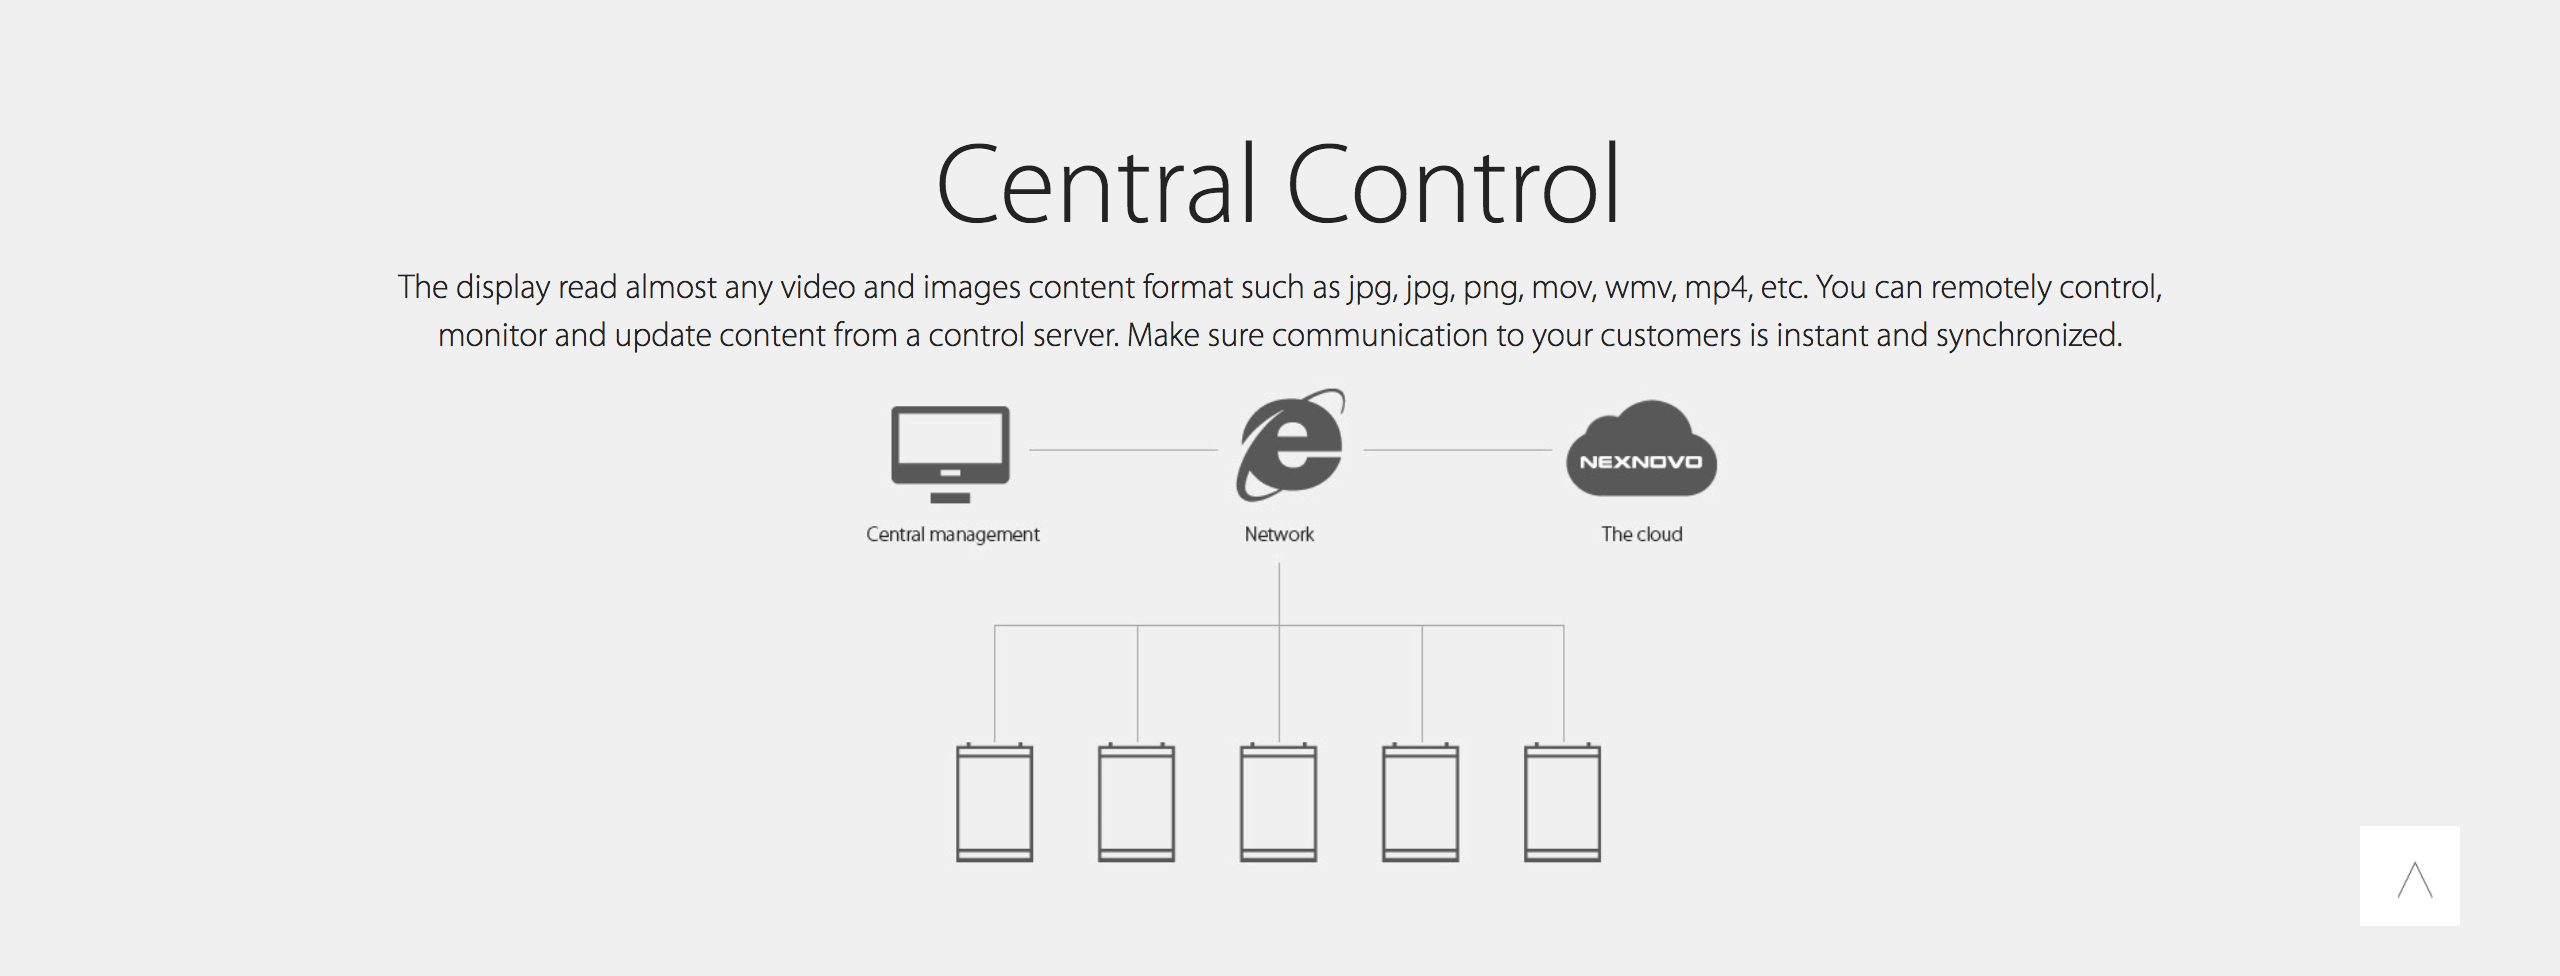 Central Control
The display read almost any video and images content format such as jpg, jpg, png, mov, wmv, mp4, etc. You can remotely control,
monitor and update content from a control server. Make sure communication to your customers is instant and synchronized.
NEXNOVO
Central management
Network
The cloud